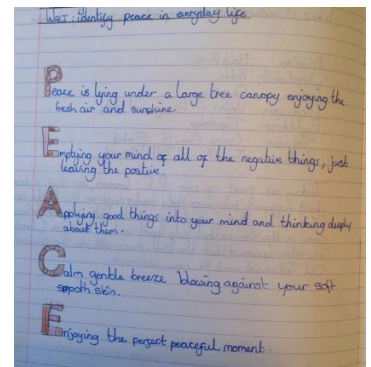 WALT: identify peace in everyday life.
Peace is lying under a large tree canopy enjoying the
fresh air and sunshine.
Emptying your mind of all of the negative things, just
leaving the positive.
Applying good things into your mind and thinking deeply
about them.
Calm gentle breeze blowing against your soft
smooth skin.
Enjoying the perfect peaceful moment.